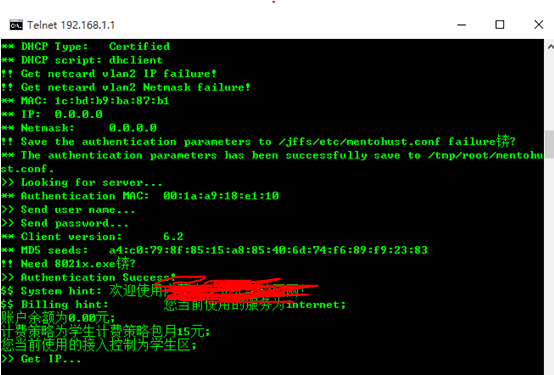 Telnet 192.168.1.1
** DHCP Type: Certified
** DHCP script: dhclient
!! Get netcard vlan2 IP failure!
!! Get netcard vlan2 Netmask failure!
** MAC: 1c:bd:b9:ba:87:b1
** IP: 0.0.0.0
** Netmask: 0.0.0.0
!! Save the authentication parameters to /jffs/etc/mentohust.conf failure锛?
** The authentication parameters has been successfully save to /tmp/root/mentohu
st.conf.
>> Looking for server...
** Authentication MAC: 00:1a:a9:18:e1:10
>> Send user name...
>> Send password...
** Client version: 6.2
** MD5 seeds: a4:c0:79:8f:85:15:a8:85:40:6d:74:f6:89:f9:23:83
!! Need 8021x.exe锛?
>> Authentication Success!
$$ System hint: 欢迎使用
$$ Billing hint: 您当前使用的服务为internet;
账户余额为0.00元;
计费策略为学生计费策略包月15元;
您当前使用的接入控制为学生区;
>> Get IP...